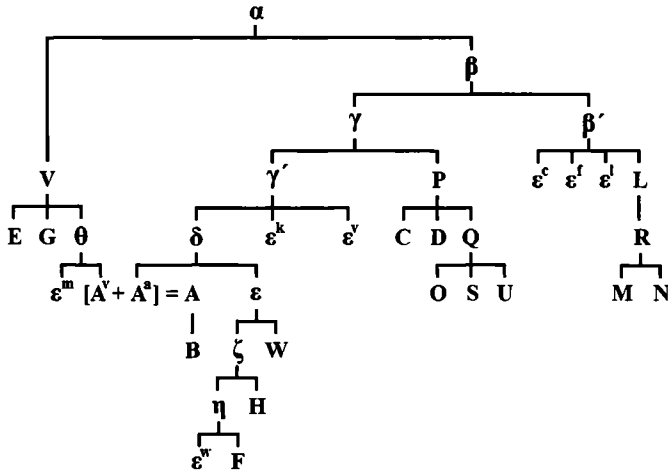 α
β
γ β´
V γ´ P εᶜ εᶠ εˡ L
E G θ δ εᵏ εᵛ C D Q R
εᵐ [Aᵛ + Aᵃ] = A ε O S U M N
B ζ W
η H
εʷ F